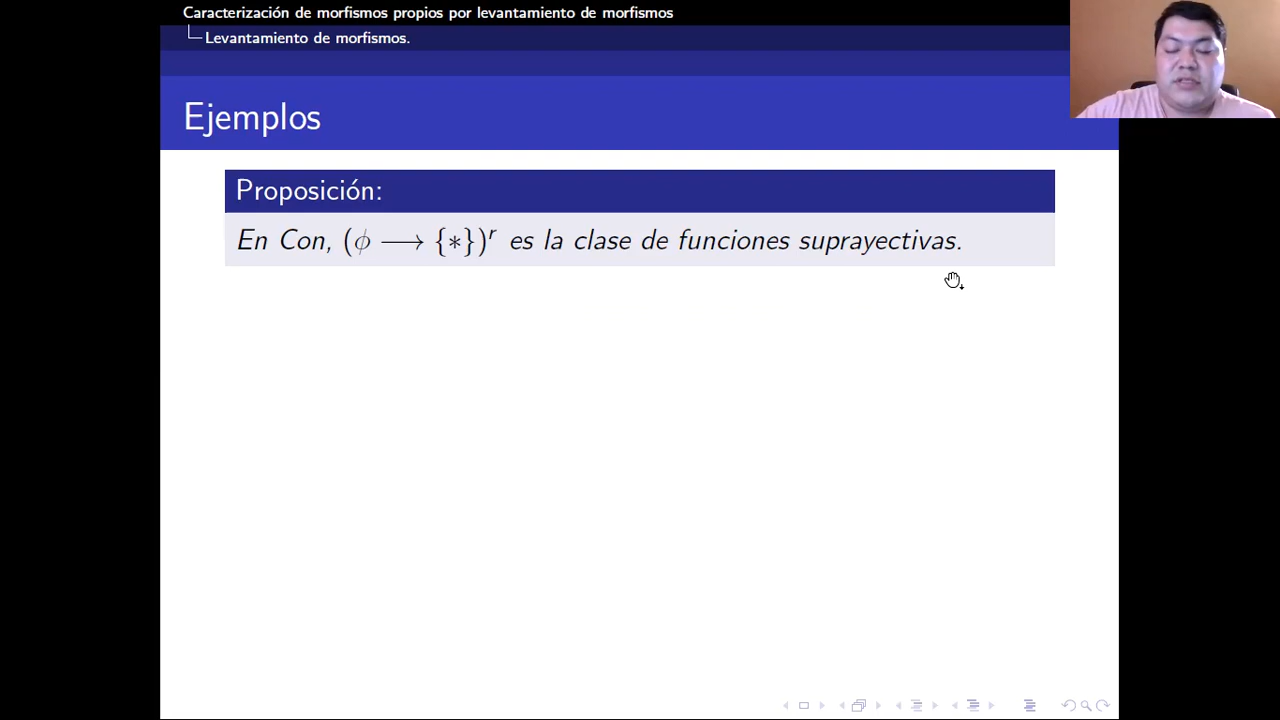 Caracterización de morfismos propios por levantamiento de morfismos
Levantamiento de morfismos.
Ejemplos
Proposición:
En Con, (ϕ ⟶ {∗})ʳ es la clase de funciones suprayectivas.